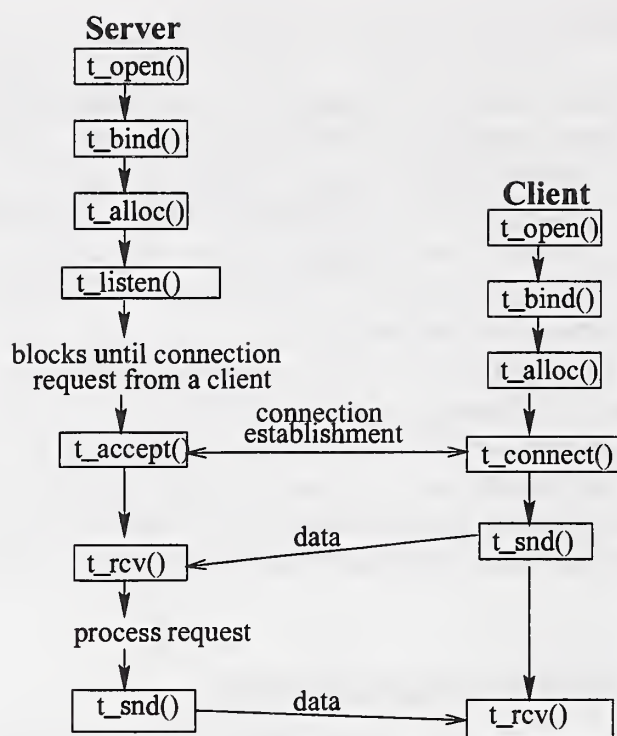 Server
t_open()
t_bind()
t_alloc()
t_listen()
blocks until connection
request from a client
t_accept()
t_rcv()
process request
t_snd()
Client
t_open()
t_bind()
t_alloc()
connection
establishment
t_connect()
data
t_snd()
data
t_rcv()